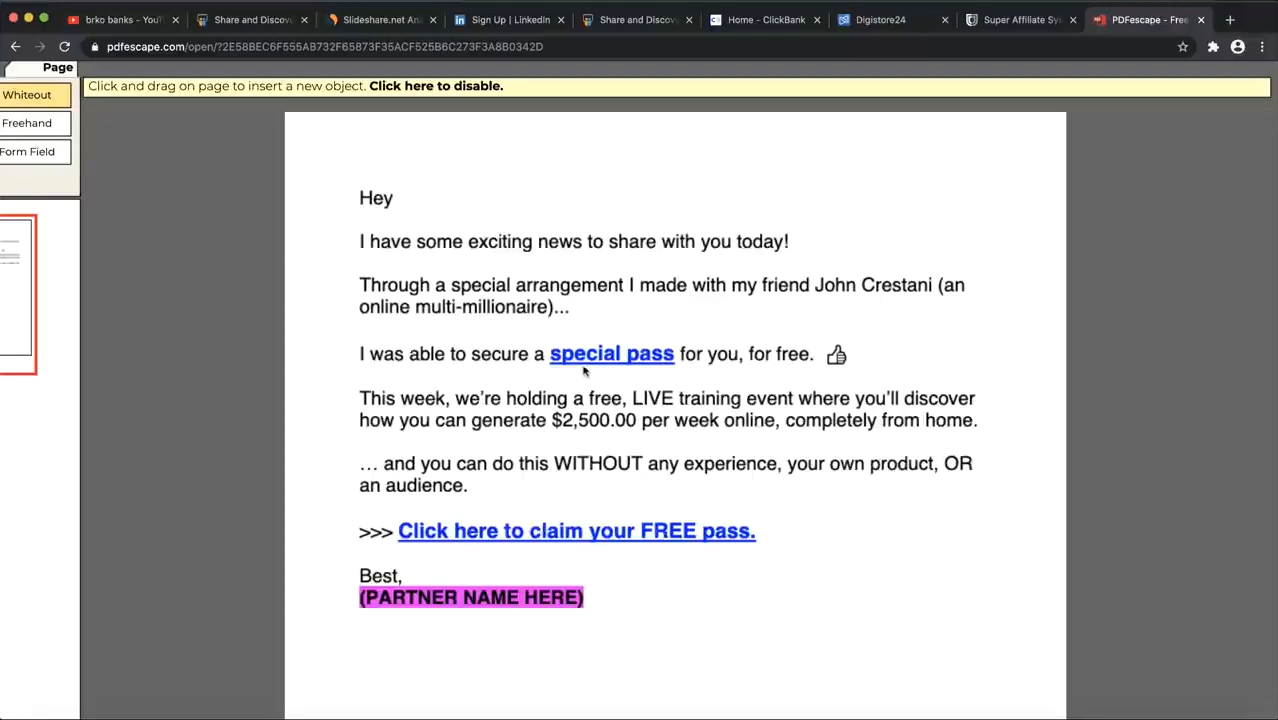 brko banks - YouT
Share and Discove
Slideshare.net An
Sign Up | LinkedIn
Share and Discov
Home - ClickBank
Digistore24
Super Affiliate Sy
PDFescape - Free
pdfescape.com/open/?2E58BEC6F555AB732F65873F35ACF525B6C273F3A8B0342D
Page
Whiteout
Freehand
Form Field
Click and drag on page to insert a new object. Click here to disable.
Hey
I have some exciting news to share with you today!
Through a special arrangement I made with my friend John Crestani (an
online multi-millionaire)...
I was able to secure a special pass for you, for free.
This week, we’re holding a free, LIVE training event where you’ll discover
how you can generate $2,500.00 per week online, completely from home.
… and you can do this WITHOUT any experience, your own product, OR
an audience.
>>> Click here to claim your FREE pass.
Best,
(PARTNER NAME HERE)